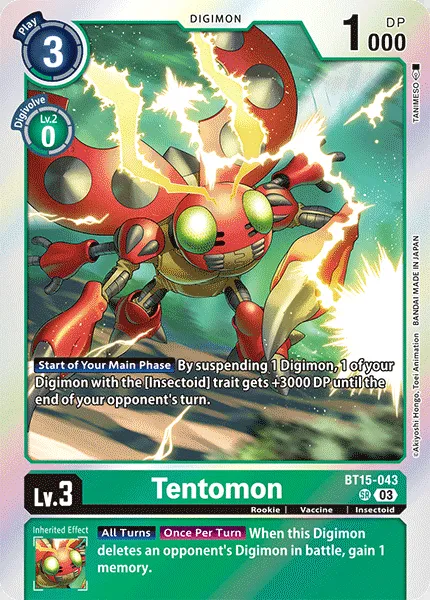 DIGIMON
Play
3
1000
DP
Digivolve
Lv.2
0
TANIMESO
©Akiyoshi Hongo, Toei Animation BANDAI MADE IN JAPAN
Start of Your Main Phase By suspending 1 Digimon, 1 of your
Digimon with the [Insectoid] trait gets +3000 DP until the
end of your opponent's turn.
BT15-043
Lv.3
Tentomon
SR 03
Rookie | Vaccine | Insectoid
Inherited Effect
All Turns Once Per Turn When this Digimon
deletes an opponent's Digimon in battle, gain 1
memory.